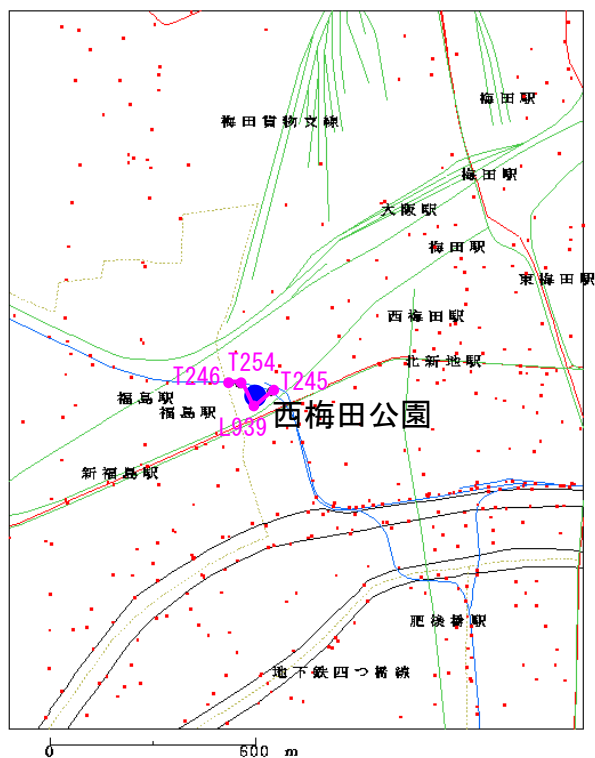 梅田駅
梅田貨物支線
梅田駅
大阪駅
梅田駅
東梅田駅
西梅田駅
北新地駅
T254
T246
T245
福島駅
福島駅
L939
西梅田公園
新福島駅
肥後橋駅
地下鉄四つ橋線
0 600 m